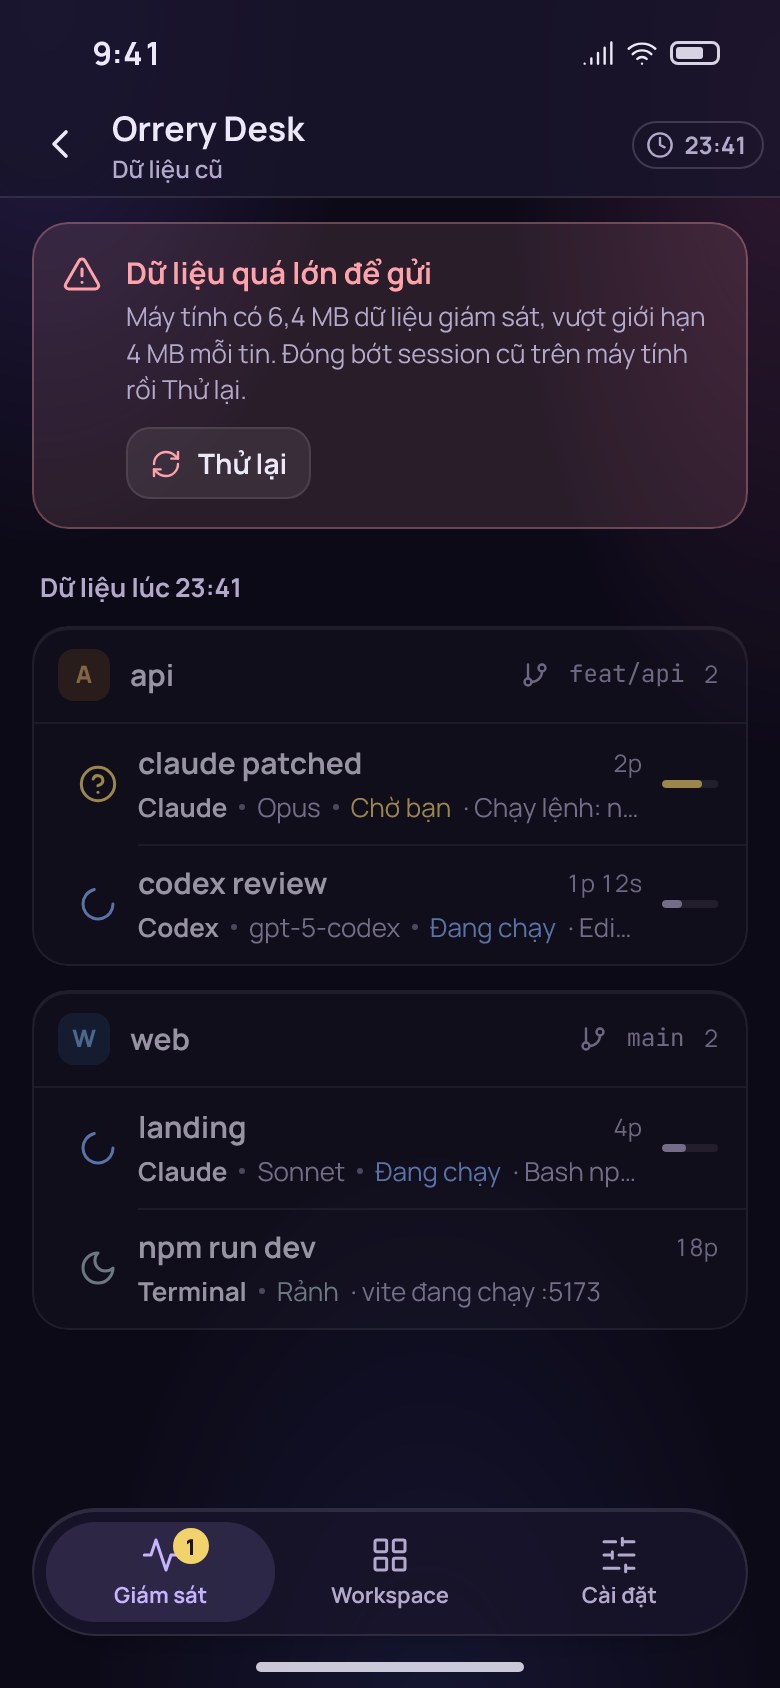 9:41
Orrery Desk
Dữ liệu cũ
23:41
Dữ liệu quá lớn để gửi
Máy tính có 6,4 MB dữ liệu giám sát, vượt giới hạn
4 MB mỗi tin. Đóng bớt session cũ trên máy tính
rồi Thử lại.
Thử lại
Dữ liệu lúc 23:41
A api feat/api 2
claude patched 2p
Claude • Opus • Chờ bạn · Chạy lệnh: n...
codex review 1p 12s
Codex • gpt-5-codex • Đang chạy · Edi...
W web main 2
landing 4p
Claude • Sonnet • Đang chạy · Bash np...
npm run dev 18p
Terminal • Rảnh · vite đang chạy :5173
1
Giám sát Workspace Cài đặt